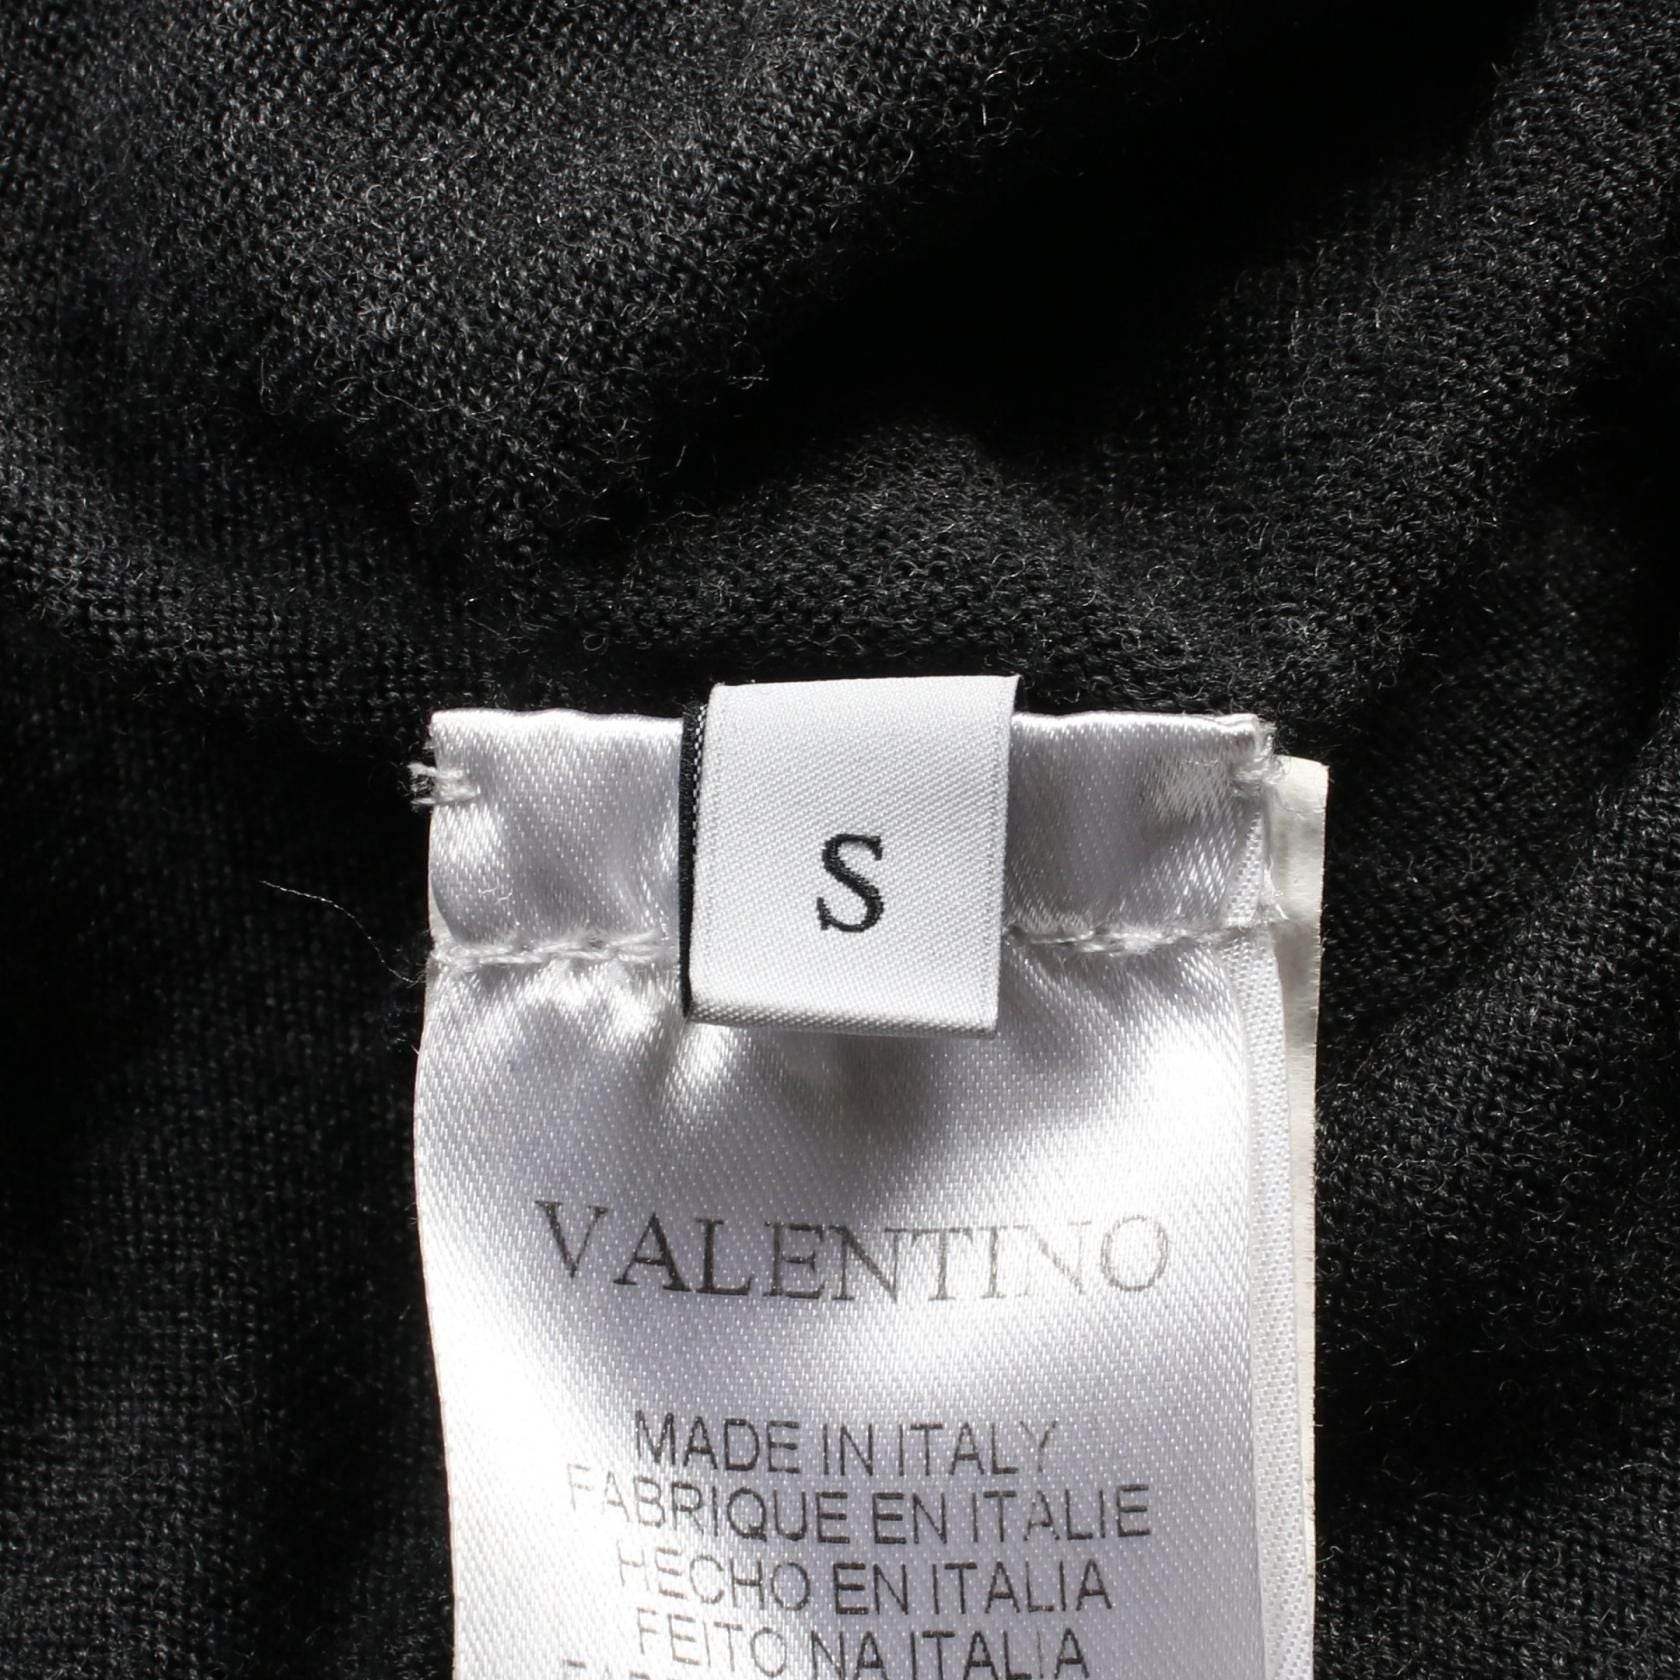 S
VALENTINO
MADE IN ITALY
FABRIQUE EN ITALIE
HECHO EN ITALIA
FEITO NA ITALIA